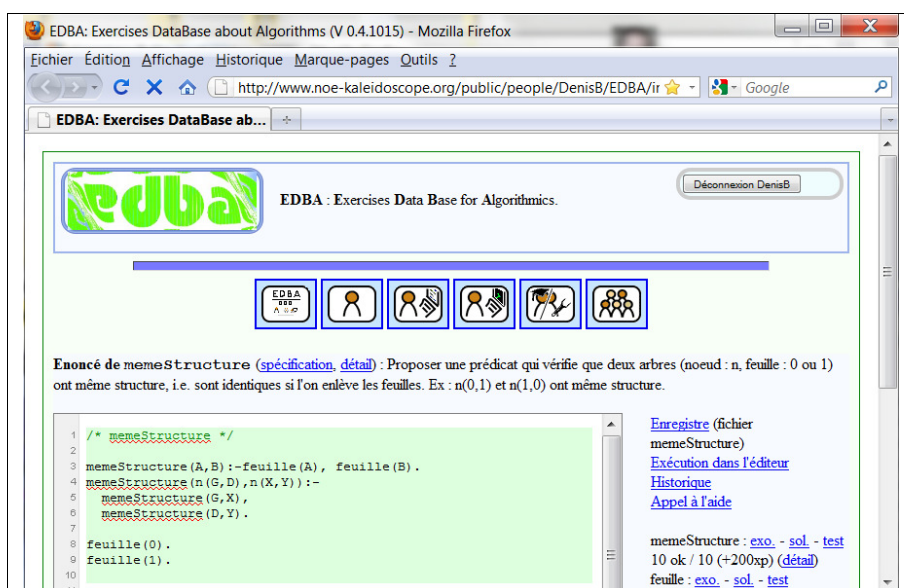 EDBA: Exercises DataBase about Algorithms (V 0.4.1015) - Mozilla Firefox
Fichier Édition Affichage Historique Marque-pages Outils ?
http://www.noe-kaleidoscope.org/public/people/DenisB/EDBA/ir
Google
EDBA: Exercises DataBase ab...
edba
EDBA : Exercises Data Base for Algorithmics.
Déconnexion DenisB
EDBA
Enoncé de memeStructure (spécification, détail) : Proposer une prédicat qui vérifie que deux arbres (noeud : n, feuille : 0 ou 1)
ont même structure, i.e. sont identiques si l'on enlève les feuilles. Ex : n(0,1) et n(1,0) ont même structure.
1 /* memeStructure */
2
3 memeStructure(A,B):-feuille(A), feuille(B).
4 memeStructure(n(G,D),n(X,Y)):-
5 memeStructure(G,X),
6 memeStructure(D,Y).
7
8 feuille(0).
9 feuille(1).
10
Enregistre (fichier
memeStructure)
Exécution dans l'éditeur
Historique
Appel à l'aide
memeStructure : exo. - sol. - test
10 ok / 10 (+200xp) (détail)
feuille : exo. - sol. - test